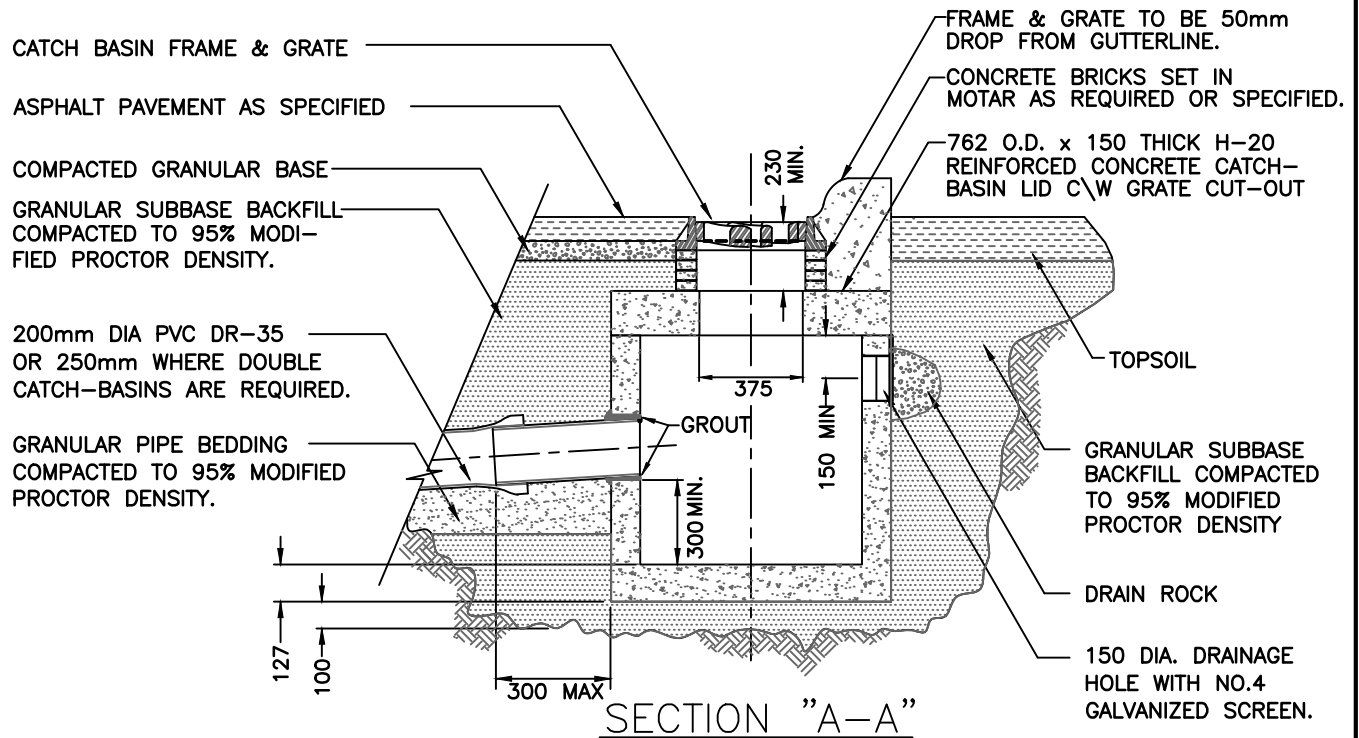 CATCH BASIN FRAME & GRATE
ASPHALT PAVEMENT AS SPECIFIED
COMPACTED GRANULAR BASE
GRANULAR SUBBASE BACKFILL
COMPACTED TO 95% MODI-
FIED PROCTOR DENSITY.
200mm DIA PVC DR-35
OR 250mm WHERE DOUBLE
CATCH-BASINS ARE REQUIRED.
GRANULAR PIPE BEDDING
COMPACTED TO 95% MODIFIED
PROCTOR DENSITY.
FRAME & GRATE TO BE 50mm
DROP FROM GUTTERLINE.
CONCRETE BRICKS SET IN
MOTAR AS REQUIRED OR SPECIFIED.
762 O.D. x 150 THICK H-20
REINFORCED CONCRETE CATCH-
BASIN LID C\W GRATE CUT-OUT
TOPSOIL
GRANULAR SUBBASE
BACKFILL COMPACTED
TO 95% MODIFIED
PROCTOR DENSITY
DRAIN ROCK
150 DIA. DRAINAGE
HOLE WITH NO.4
GALVANIZED SCREEN.
230
MIN.
375
GROUT
150 MIN
300 MIN.
127
100
300 MAX
SECTION "A-A"